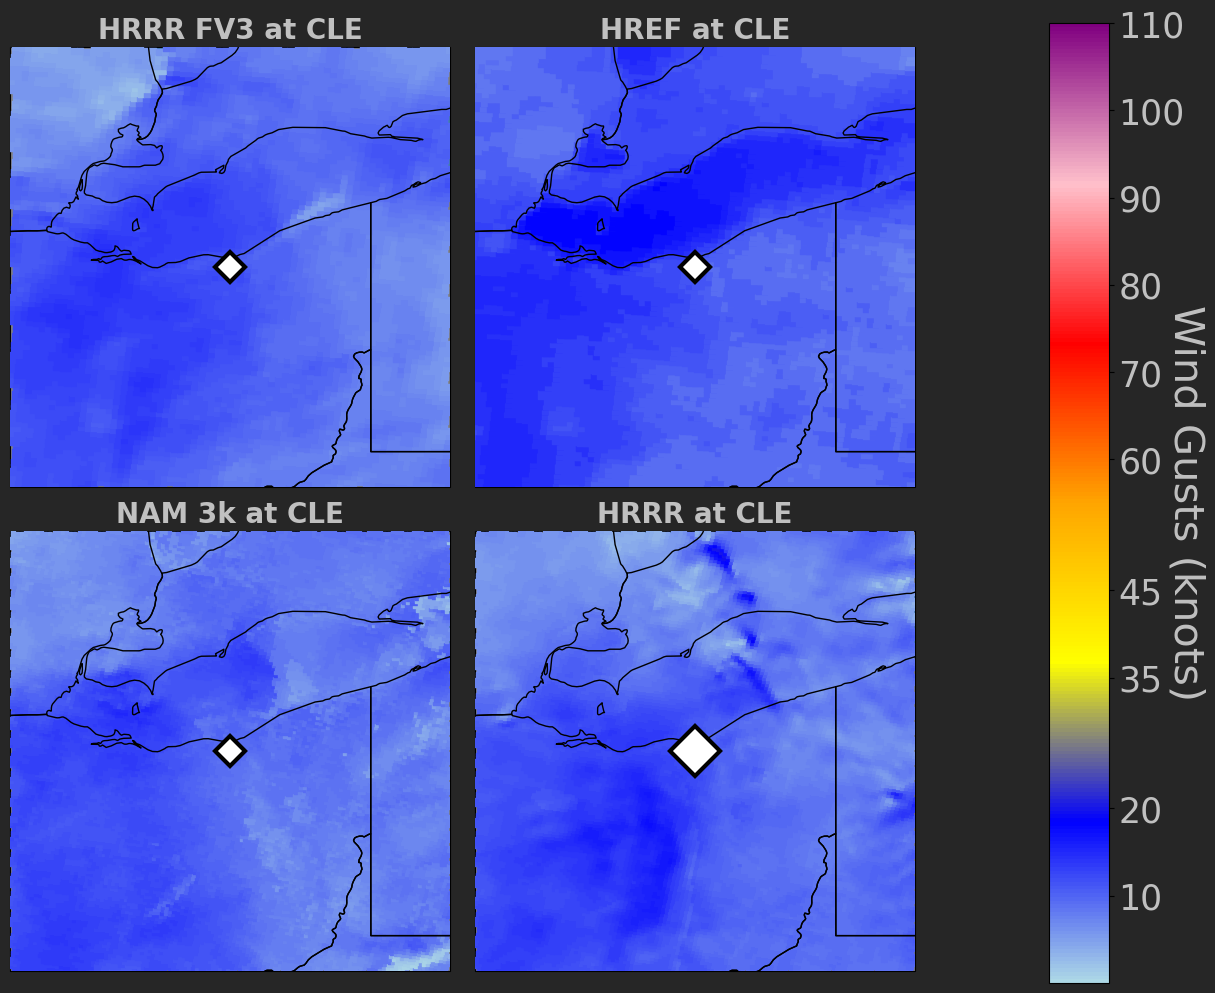 HRRR FV3 at CLE
HREF at CLE
NAM 3k at CLE
HRRR at CLE
110
100
90
80
70
60
45
35
20
10
Wind Gusts (knots)